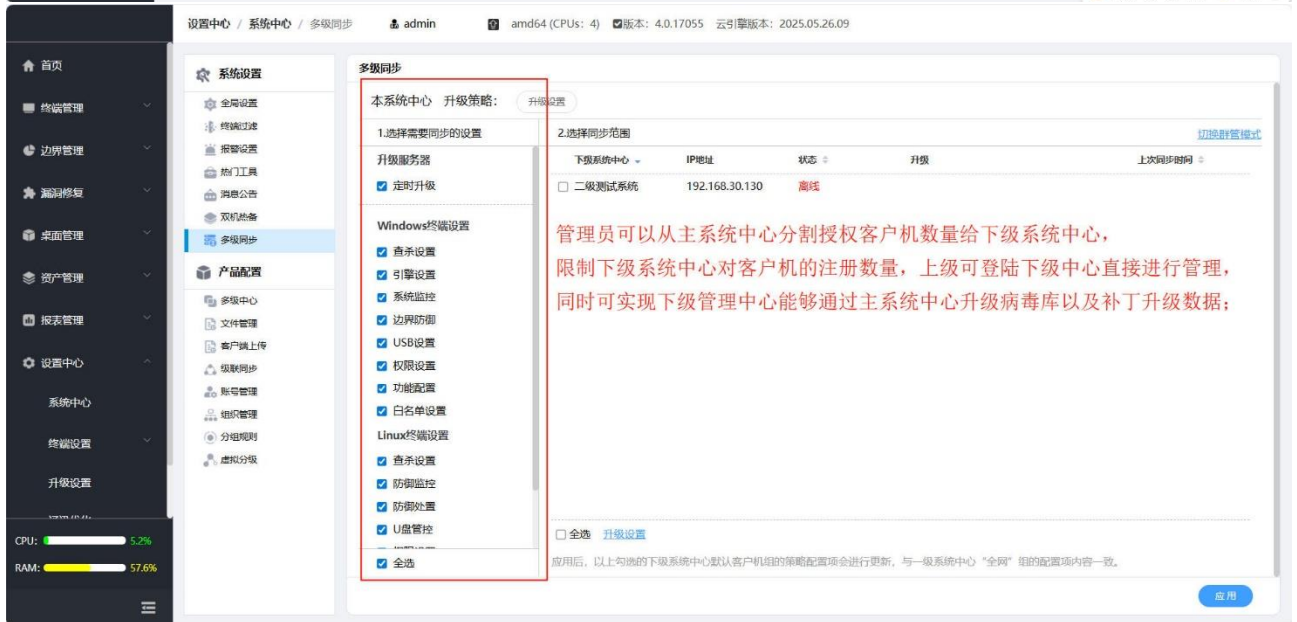 设置中心 / 系统中心 / 多级同步 admin amd64 (CPUs: 4) 版本: 4.0.17055 云引擎版本: 2025.05.26.09
首页
终端管理
边界管理
漏洞修复
桌面管理
资产管理
报表管理
设置中心
系统中心
终端设置
升级设置
CPU: 5.2%
RAM: 57.6%
系统设置
全局设置
终端过滤
报警设置
热门工具
消息公告
双机热备
多级同步
产品配置
多级中心
文件管理
客户端上传
级联同步
账号管理
组织管理
分组规则
虚拟分级
多级同步
本系统中心 升级策略: 升级设置
1.选择需要同步的设置
升级服务器
定时升级
Windows终端设置
查杀设置
引擎设置
系统监控
边界防御
USB设置
权限设置
功能配置
白名单设置
Linux终端设置
查杀设置
防御监控
防御处置
U盘管控
全选
2.选择同步范围 切换群管模式
下级系统中心 IP地址 状态 升级 上次同步时间
二级测试系统 192.168.30.130 离线
管理员可以从主系统中心分割授权客户机数量给下级系统中心，
限制下级系统中心对客户机的注册数量，上级可登陆下级中心直接进行管理，
同时可实现下级管理中心能够通过主系统中心升级病毒库以及补丁升级数据；
全选 升级设置
应用后，以上勾选的下级系统中心默认客户机组的策略配置项会进行更新，与一级系统中心“全网”组的配置项内容一致。
应用